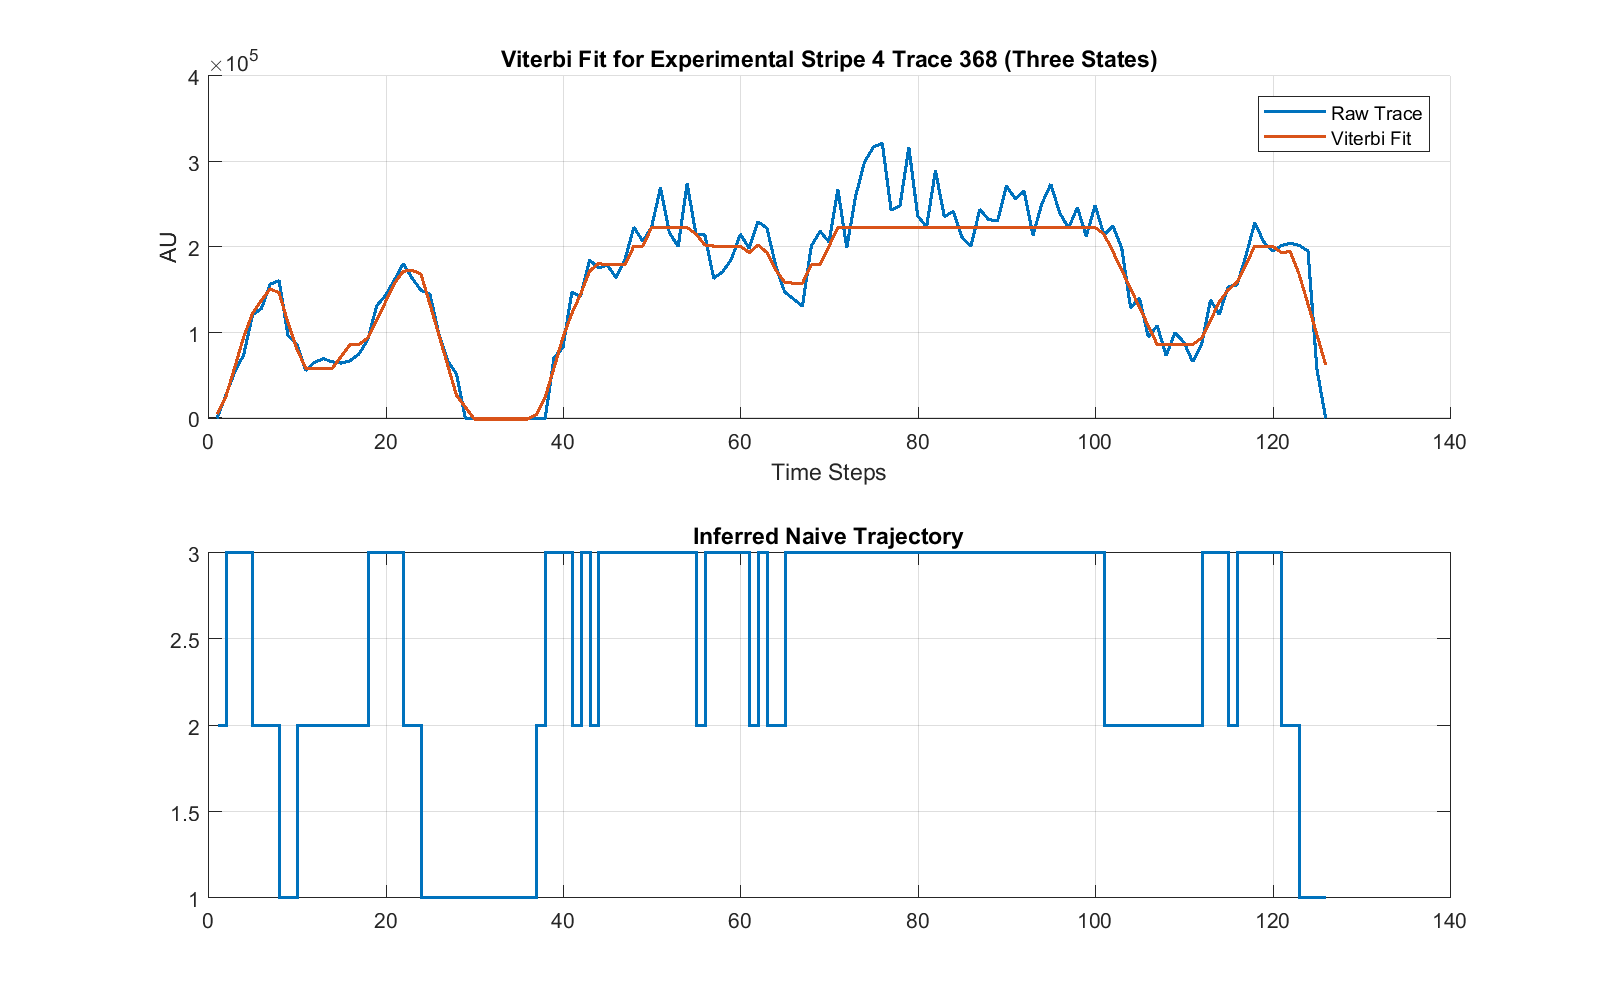 Viterbi Fit for Experimental Stripe 4 Trace 368 (Three States)
×10⁵
4
3
2
1
0
AU
Raw Trace
Viterbi Fit
0 20 40 60 80 100 120 140
Time Steps
Inferred Naive Trajectory
3
2.5
2
1.5
1
0 20 40 60 80 100 120 140